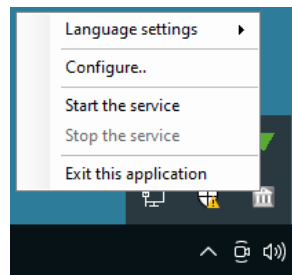 Language settings
Configure..
Start the service
Stop the service
Exit this application